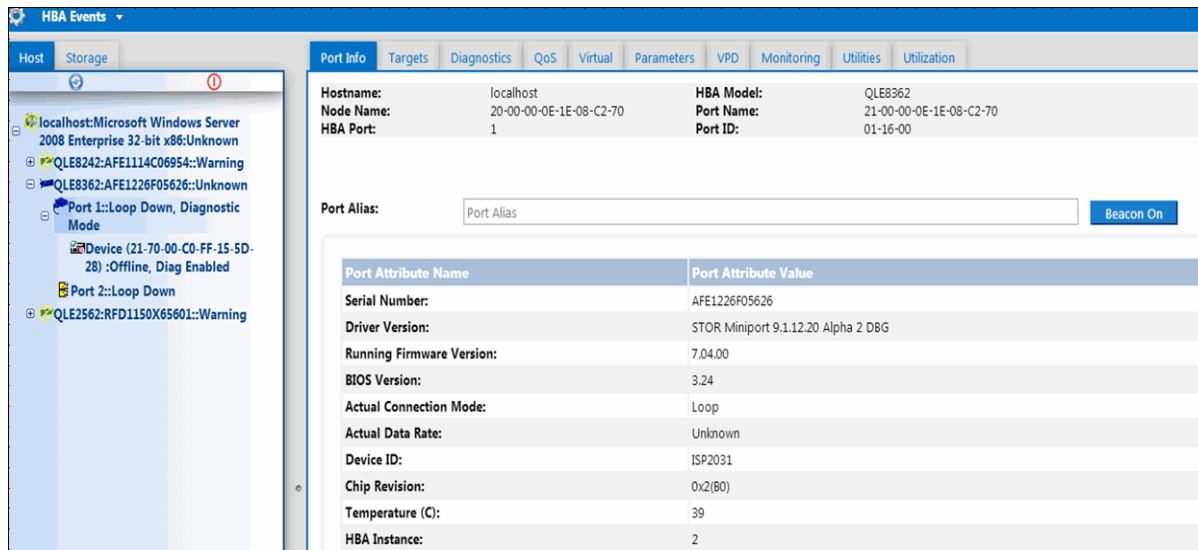 HBA Events
Host Storage
localhost:Microsoft Windows Server
2008 Enterprise 32-bit x86:Unknown
QLE8242:AFE1114C06954::Warning
QLE8362:AFE1226F05626::Unknown
Port 1::Loop Down, Diagnostic
Mode
Device (21-70-00-C0-FF-15-5D-
28) :Offline, Diag Enabled
Port 2::Loop Down
QLE2562:RFD1150X65601::Warning
Port Info Targets Diagnostics QoS Virtual Parameters VPD Monitoring Utilities Utilization
Hostname: localhost HBA Model: QLE8362
Node Name: 20-00-00-0E-1E-08-C2-70 Port Name: 21-00-00-0E-1E-08-C2-70
HBA Port: 1 Port ID: 01-16-00
Port Alias: Port Alias Beacon On
Port Attribute Name Port Attribute Value
Serial Number: AFE1226F05626
Driver Version: STOR Miniport 9.1.12.20 Alpha 2 DBG
Running Firmware Version: 7.04.00
BIOS Version: 3.24
Actual Connection Mode: Loop
Actual Data Rate: Unknown
Device ID: ISP2031
Chip Revision: 0x2(B0)
Temperature (C): 39
HBA Instance: 2